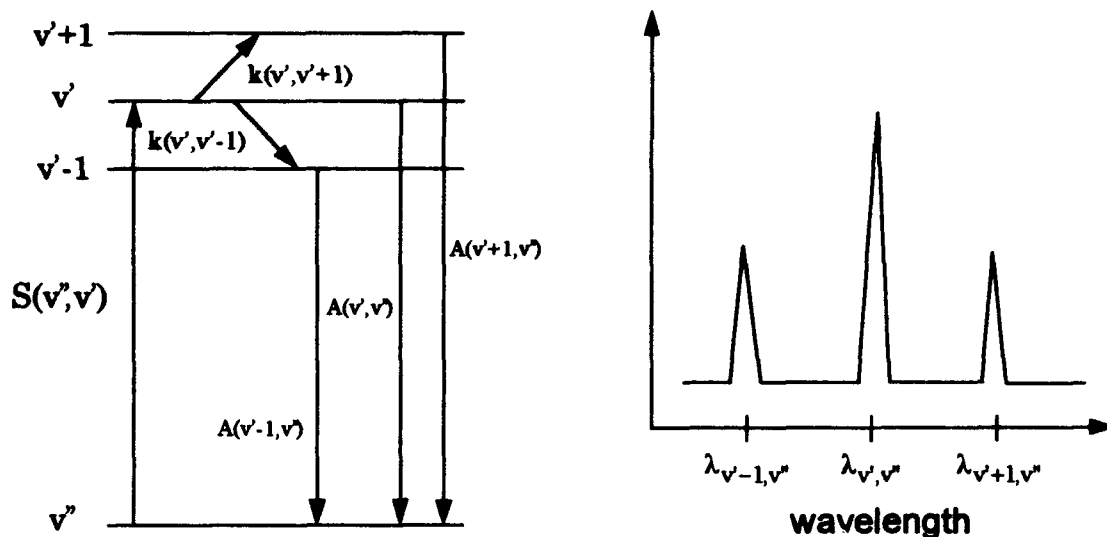 v'+1
k(v',v'+1)
v'
k(v',v'-1)
v'-1
A(v'+1,v'')
S(v'',v')
A(v',v'')
A(v'-1,v'')
v''
λv'−1,v'' λv',v'' λv'+1,v''
wavelength